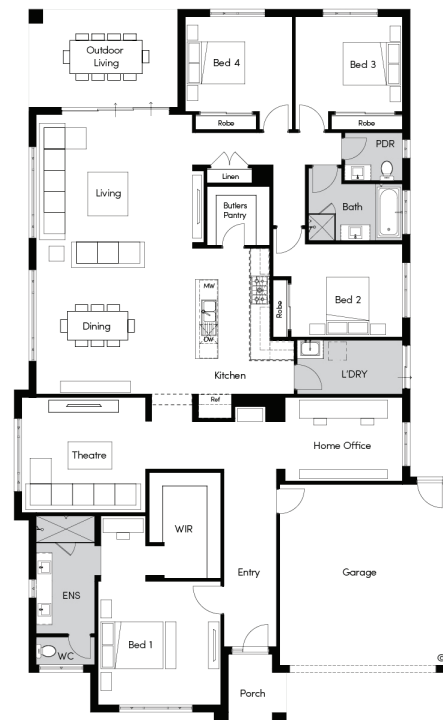 Outdoor
Living
Bed 4
Bed 3
Robe
Robe
PDR
Linen
Living
Butlers
Pantry
Bath
MW
Robe
Bed 2
Dining
DW
Kitchen
L'DRY
Ref
Theatre
Home Office
WIR
ENS
Entry
Garage
Bed 1
WC
Porch
©